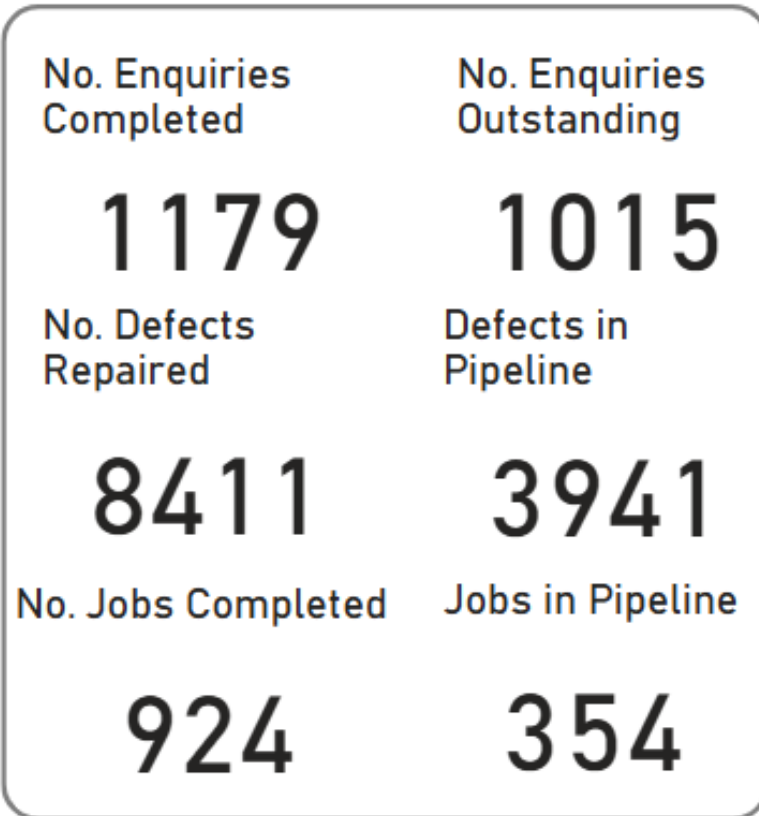 No. Enquiries
Completed
No. Enquiries
Outstanding
1179
1015
No. Defects
Repaired
Defects in
Pipeline
8411
3941
No. Jobs Completed
Jobs in Pipeline
924
354